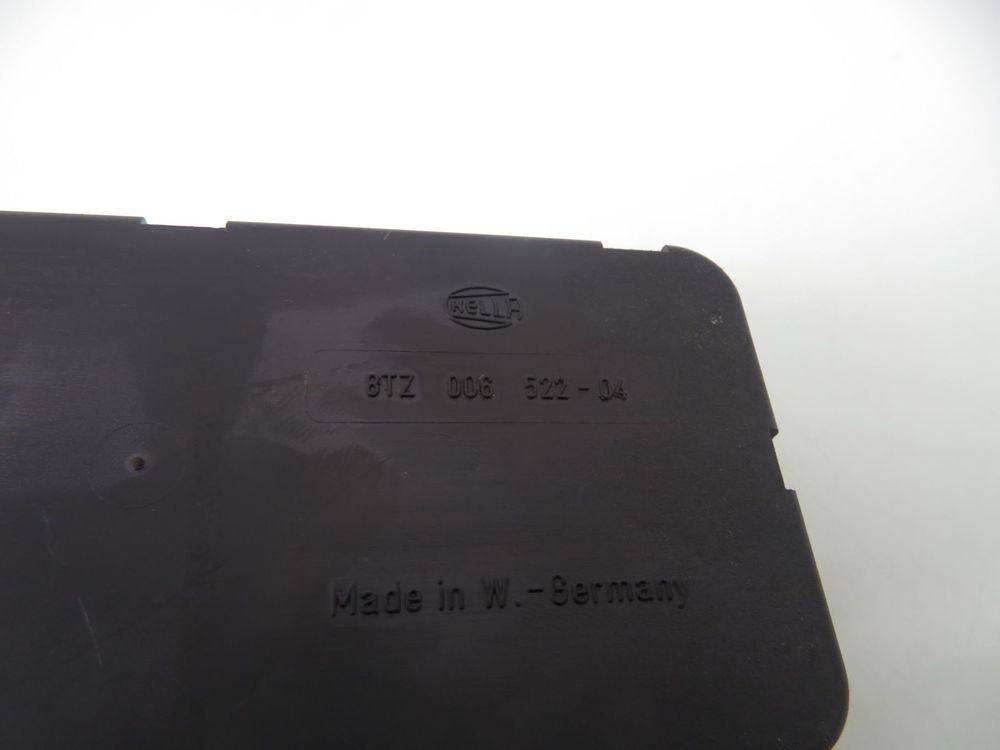 HELLA
8TZ 006 522-04
Made in W.-Germany